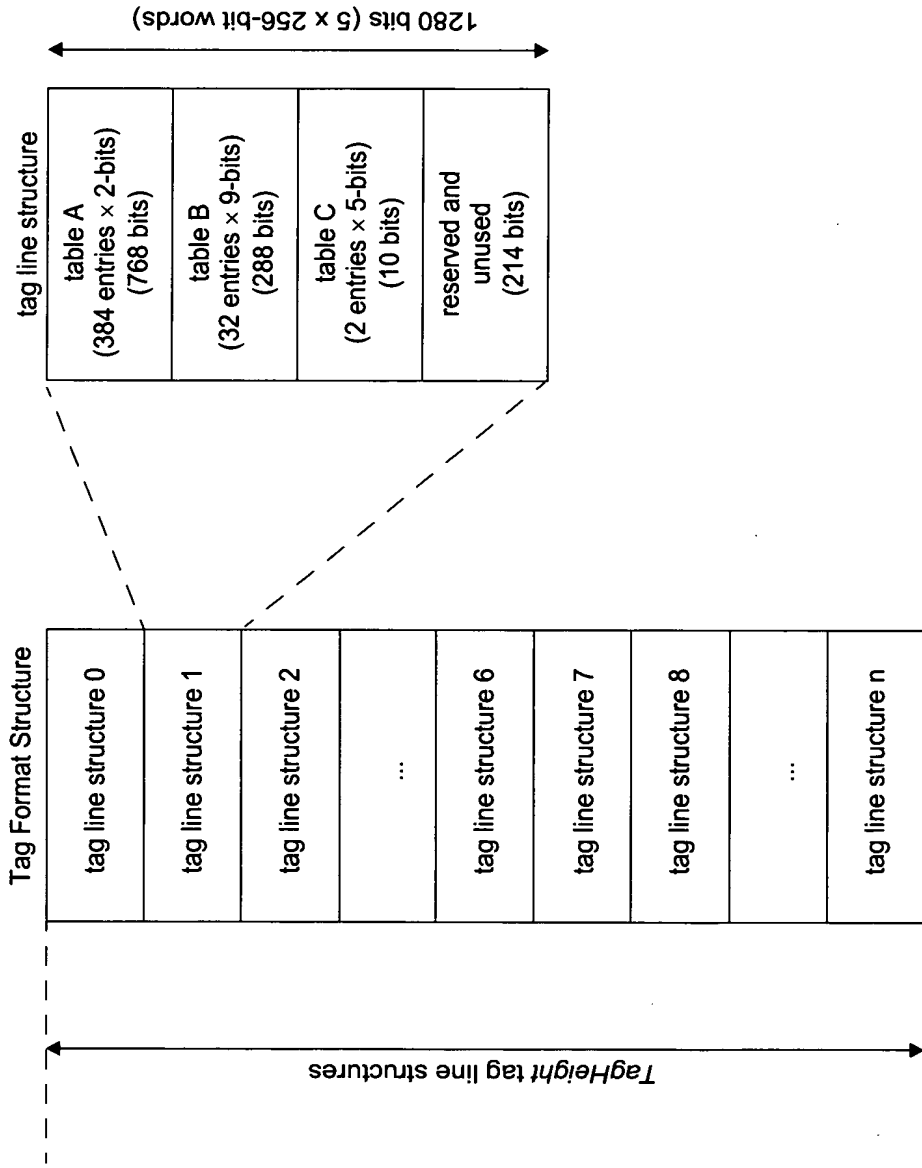 Tag Format Structure
tag line structure 0
tag line structure 1
tag line structure 2
...
tag line structure 6
tag line structure 7
tag line structure 8
...
tag line structure n
TagHeight tag line structures
tag line structure
table A
(384 entries × 2-bits)
(768 bits)
table B
(32 entries × 9-bits)
(288 bits)
table C
(2 entries × 5-bits)
(10 bits)
reserved and
unused
(214 bits)
1280 bits (5 x 256-bit words)